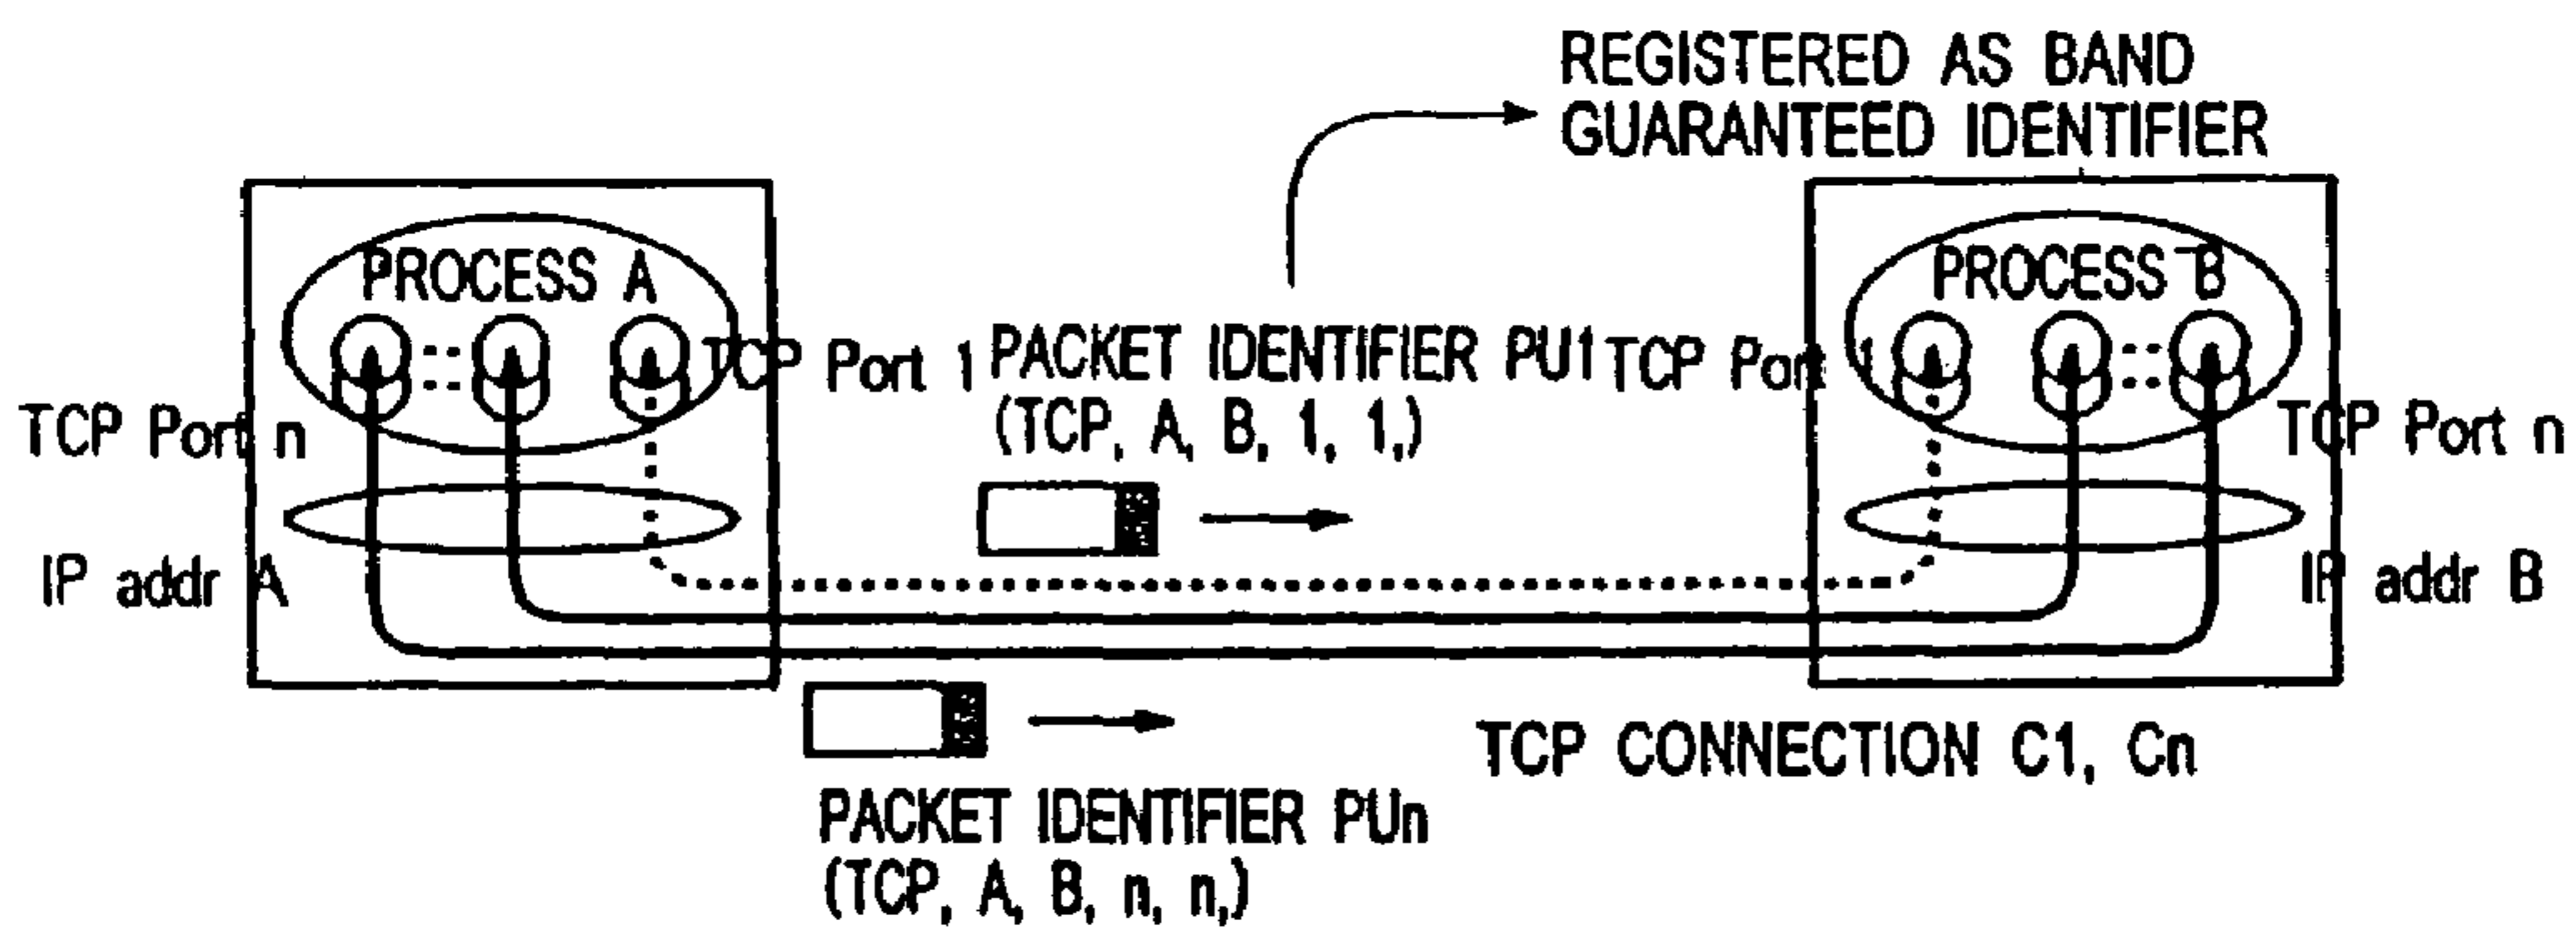 REGISTERED AS BAND
GUARANTEED IDENTIFIER
PROCESS A
PROCESS B
TCP Port 1
PACKET IDENTIFIER PU1
TCP Port 1
(TCP, A, B, 1, 1,)
TCP Port n
TCP Port n
IP addr A
IP addr B
TCP CONNECTION C1, Cn
PACKET IDENTIFIER PUn
(TCP, A, B, n, n,)